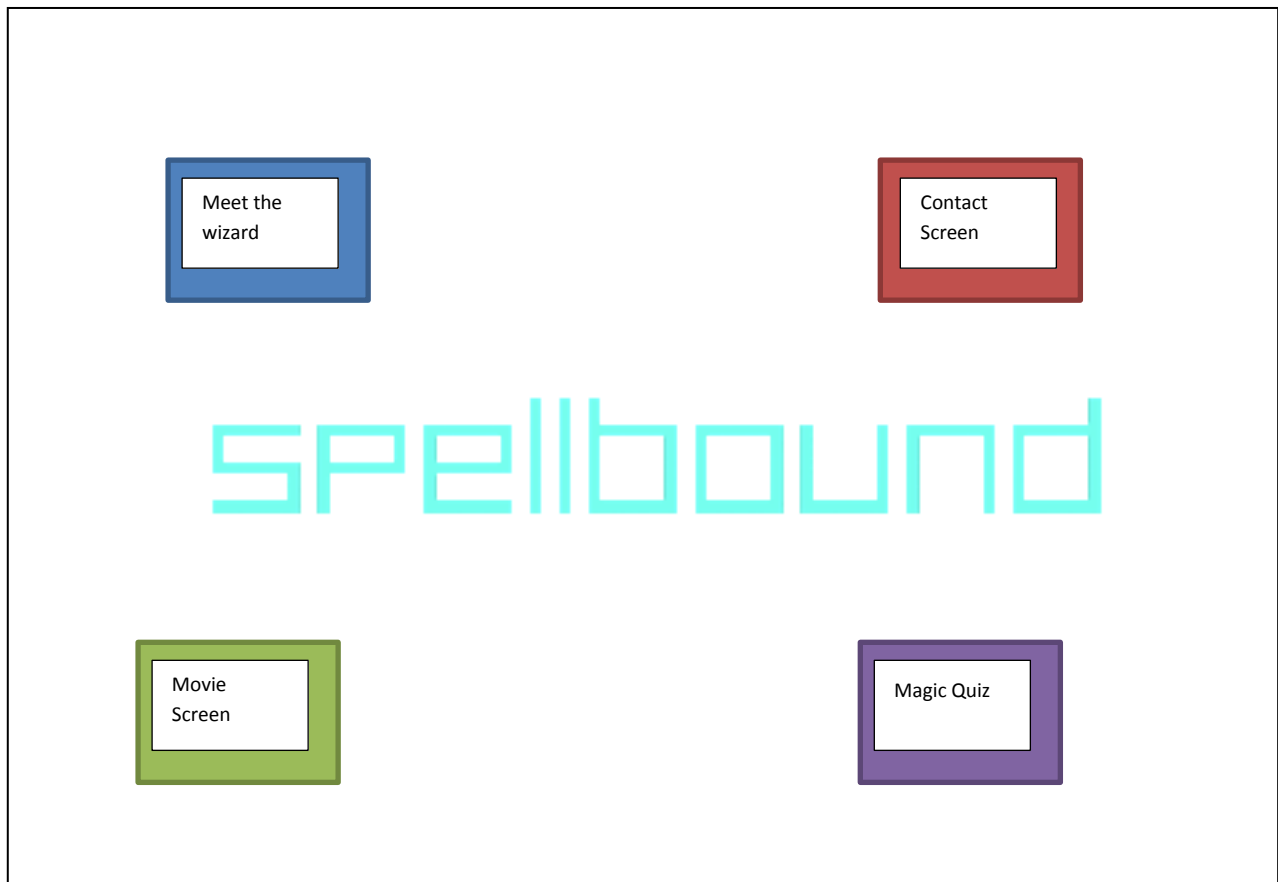 Meet the
wizard
Contact
Screen
spellbound
Movie
Screen
Magic Quiz